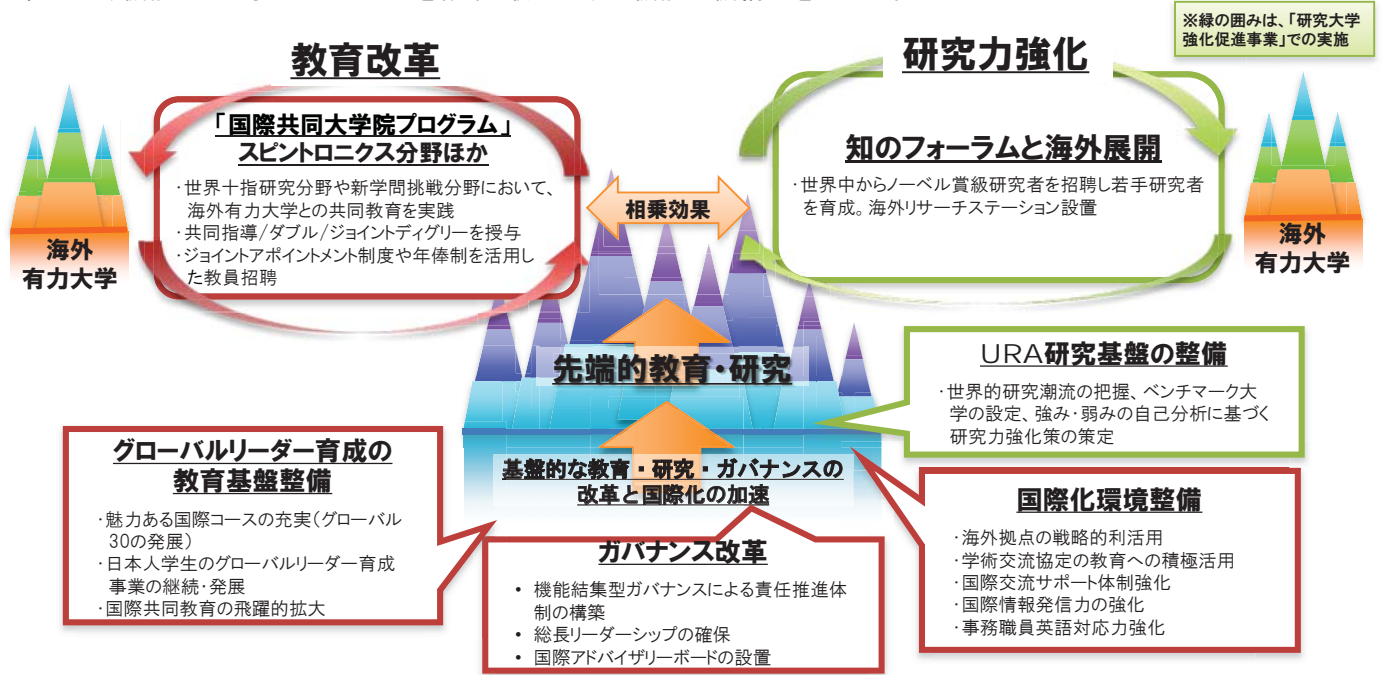 ※緑の囲みは、「研究大学
強化促進事業」での実施
教育改革
研究力強化
「国際共同大学院プログラム」
スピントロニクス分野ほか
・世界十指研究分野や新学問挑戦分野において、
海外有力大学との共同教育を実践
・共同指導/ダブル/ジョイントディグリーを授与
・ジョイントアポイントメント制度や年俸制を活用し
た教員招聘
相乗効果
知のフォーラムと海外展開
・世界中からノーベル賞級研究者を招聘し若手研究者
を育成。海外リサーチステーション設置
海外
有力大学
海外
有力大学
先端的教育・研究
URA研究基盤の整備
・世界的研究潮流の把握、ベンチマーク大
学の設定、強み・弱みの自己分析に基づく
研究力強化策の策定
基盤的な教育・研究・ガバナンスの
改革と国際化の加速
グローバルリーダー育成の
教育基盤整備
・魅力ある国際コースの充実(グローバル
30の発展)
・日本人学生のグローバルリーダー育成
事業の継続・発展
・国際共同教育の飛躍的拡大
ガバナンス改革
• 機能結集型ガバナンスによる責任推進体
制の構築
• 総長リーダーシップの確保
• 国際アドバイザリーボードの設置
国際化環境整備
・海外拠点の戦略的利活用
・学術交流協定の教育への積極活用
・国際交流サポート体制強化
・国際情報発信力の強化
・事務職員英語対応力強化